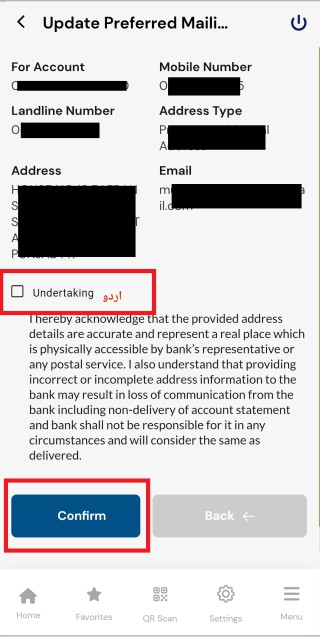 Update Preferred Maili...
For Account
Mobile Number
Landline Number
Address Type
Address
Email
il.com
Undertaking اردو
I hereby acknowledge that the provided address
details are accurate and represent a real place which
is physically accessible by bank's representative or
any postal service. I also understand that providing
incorrect or incomplete address information to the
bank may result in loss of communication from the
bank including non-delivery of account statement
and bank shall not be responsible for it in any
circumstances and will consider the same as
delivered.
Confirm
Back ←
Home
Favorites
QR Scan
Settings
Menu